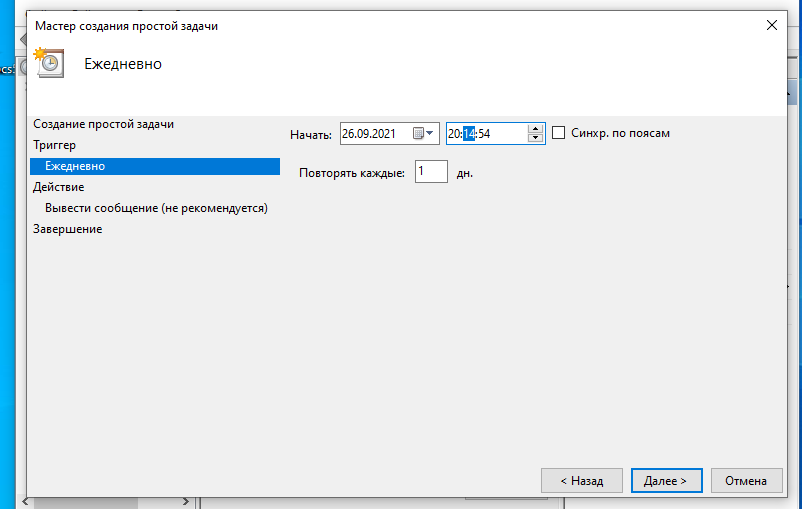 Мастер создания простой задачи
Ежедневно
Создание простой задачи
Триггер
Ежедневно
Действие
Вывести сообщение (не рекомендуется)
Завершение
Начать: 26.09.2021 20:14:54 Синхр. по поясам
Повторять каждые: 1 дн.
< Назад Далее > Отмена